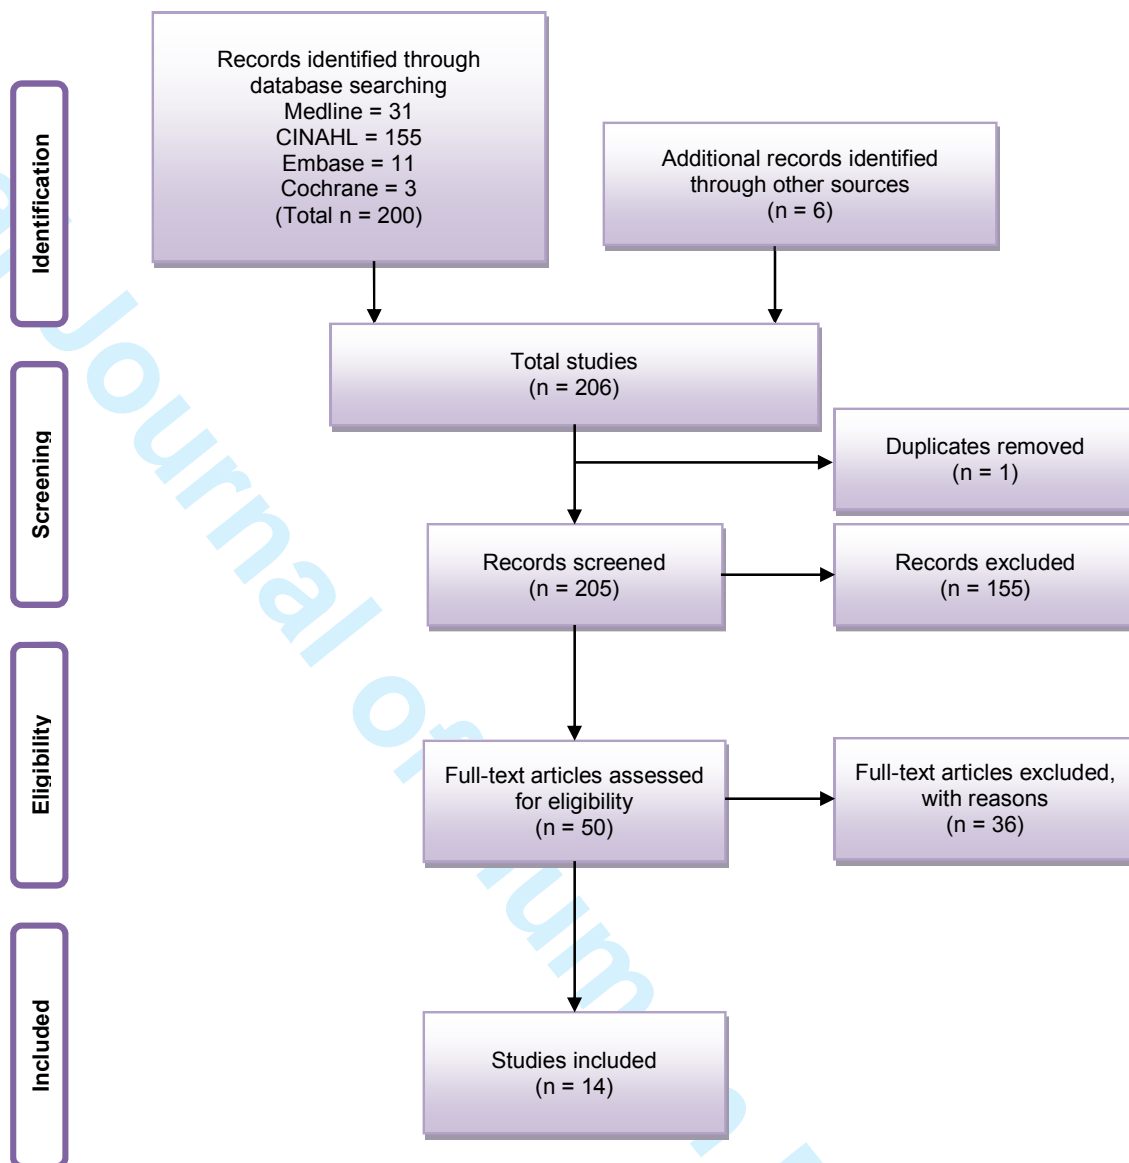 Identification
Records identified through
database searching
Medline = 31
CINAHL = 155
Embase = 11
Cochrane = 3
(Total n = 200)
Additional records identified
through other sources
(n = 6)
Total studies
(n = 206)
Screening
Duplicates removed
(n = 1)
Records screened
(n = 205)
Records excluded
(n = 155)
Eligibility
Full-text articles assessed
for eligibility
(n = 50)
Full-text articles excluded,
with reasons
(n = 36)
Included
Studies included
(n = 14)
Journal of